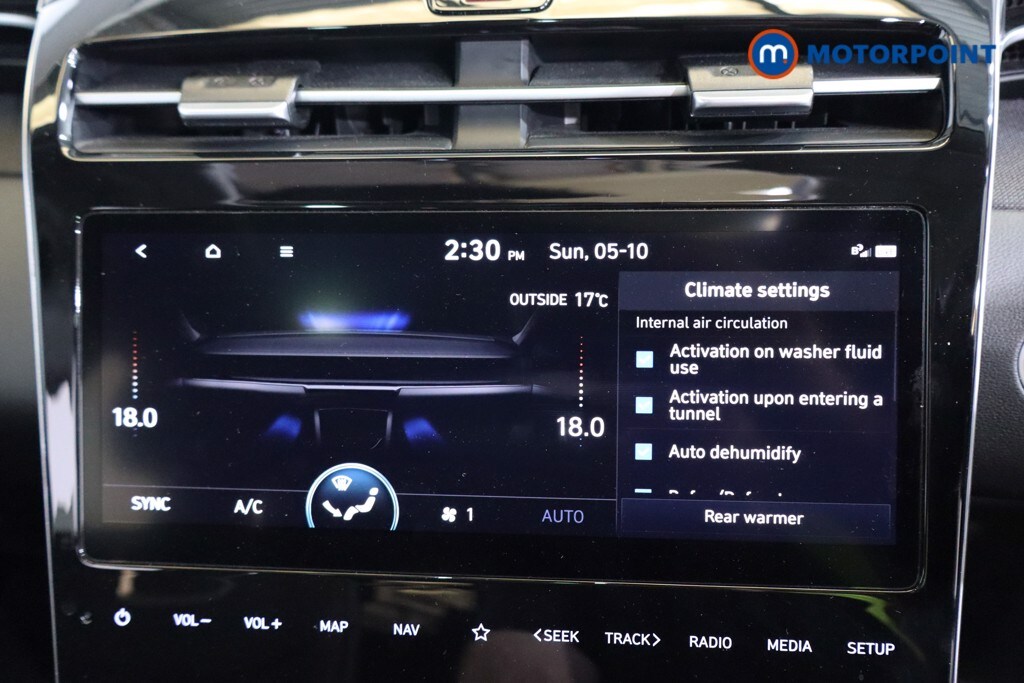 MOTORPOINT
2:30 PM Sun, 05-10
OUTSIDE 17°C
18.0
18.0
Climate settings
Internal air circulation
Activation on washer fluid
use
Activation upon entering a
tunnel
Auto dehumidify
Rear warmer
SYNC A/C 1 AUTO
VOL− VOL+ MAP NAV <SEEK TRACK> RADIO MEDIA SETUP